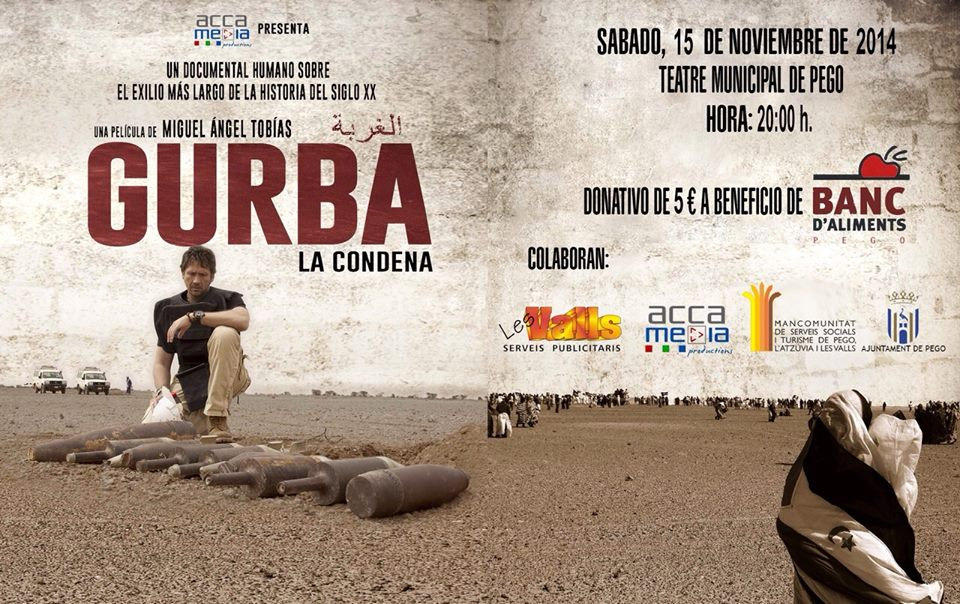 acca media productions PRESENTA
UN DOCUMENTAL HUMANO SOBRE
EL EXILIO MÁS LARGO DE LA HISTORIA DEL SIGLO XX
UNA PELÍCULA DE MIGUEL ÁNGEL TOBÍAS
الغربة
GURBA
LA CONDENA
SABADO, 15 DE NOVIEMBRE DE 2014
TEATRE MUNICIPAL DE PEGO
HORA: 20:00 h.
DONATIVO DE 5 € A BENEFICIO DE
BANC
D'ALIMENTS
PEGO
COLABORAN:
Les Valls
SERVEIS PUBLICITARIS
acca
media
productions
MANCOMUNITAT
DE SERVEIS SOCIALS
I TURISME DE PEGO,
L'ATZÚVIA I LES VALLS
AJUNTAMENT DE PEGO